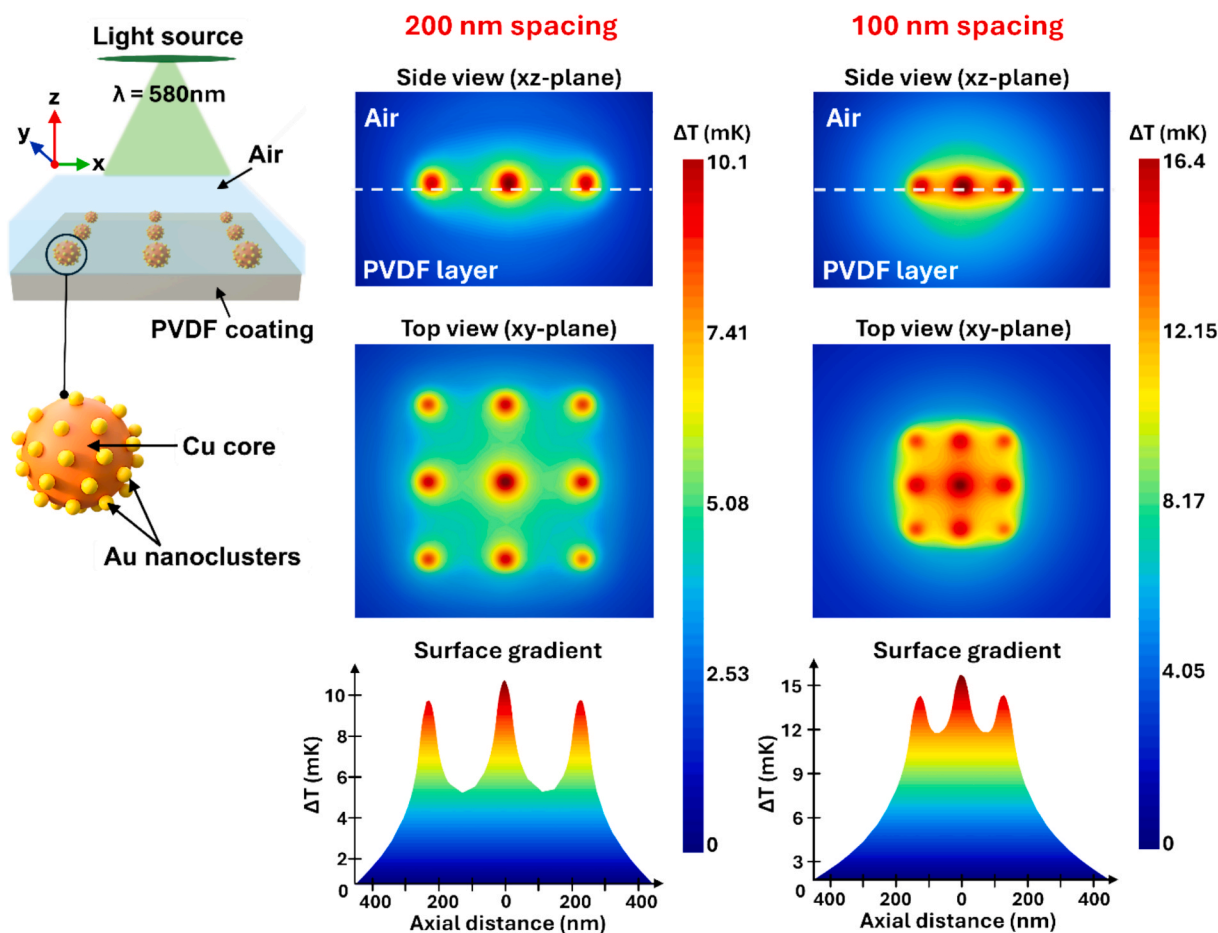 Light source
λ = 580nm
z
y
x
Air
PVDF coating
Cu core
Au nanoclusters
200 nm spacing
Side view (xz-plane)
Air
PVDF layer
ΔT (mK)
10.1
7.41
5.08
2.53
0
Top view (xy-plane)
Surface gradient
ΔT (mK)
10
8
6
4
2
0
400 200 0 200 400
Axial distance (nm)
100 nm spacing
Side view (xz-plane)
Air
PVDF layer
ΔT (mK)
16.4
12.15
8.17
4.05
0
Top view (xy-plane)
Surface gradient
ΔT (mK)
15
12
9
6
3
0
400 200 0 200 400
Axial distance (nm)